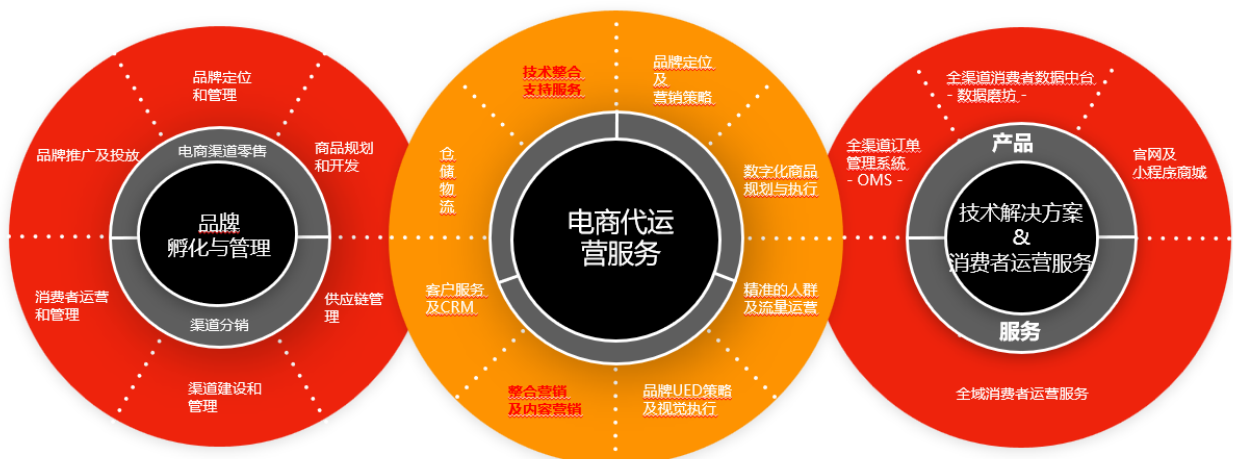 品牌定位
和管理
品牌推广及投放
电商渠道零售
商品规划
和开发
品牌
孵化与管理
消费者运营
和管理
供应链管
理
渠道分销
渠道建设和
管理
技术整合
支持服务
品牌定位
及
营销策略
仓
储
物
流
数字化商品
规划与执行
电商代运
营服务
客户服务
及CRM
精准的人群
及流量运营
整合营销
及内容营销
品牌UED策略
及视觉执行
全渠道消费者数据中台
- 数据磨坊 -
全渠道订单
管理系統
- OMS -
产品
官网及
小程序商城
技术解决方案
&
消费者运营服务
服务
全域消费者运营服务